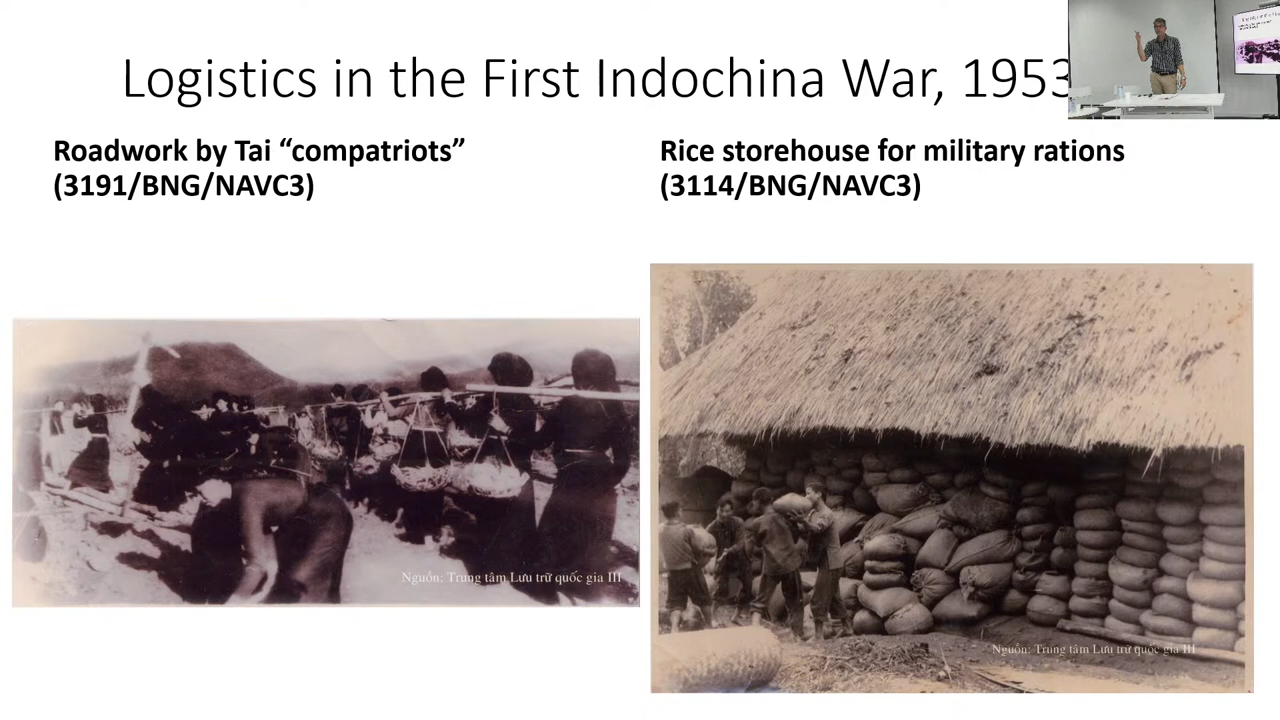 Logistics in the First Indochina War, 1953
Roadwork by Tai “compatriots”
(3191/BNG/NAVC3)
Rice storehouse for military rations
(3114/BNG/NAVC3)
Nguồn: Trung tâm Lưu trữ quốc gia III
Nguồn: Trung tâm Lưu trữ quốc gia III